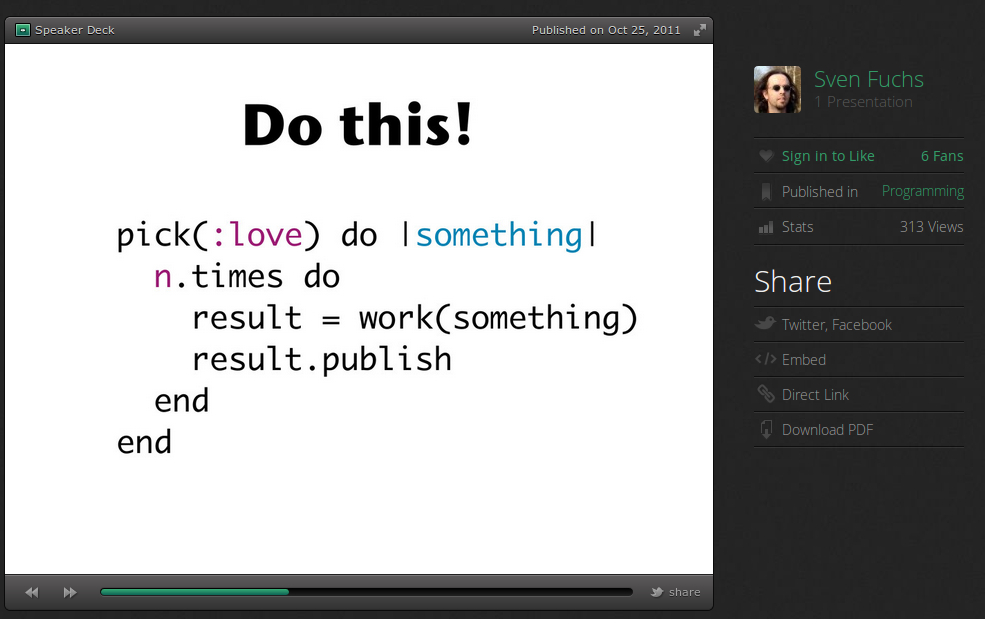 Speaker Deck
Published on Oct 25, 2011
Do this!
pick(:love) do |something|
  n.times do
    result = work(something)
    result.publish
  end
end
share
Sven Fuchs
1 Presentation
Sign in to Like 6 Fans
Published in Programming
Stats 313 Views
Share
Twitter, Facebook
Embed
Direct Link
Download PDF